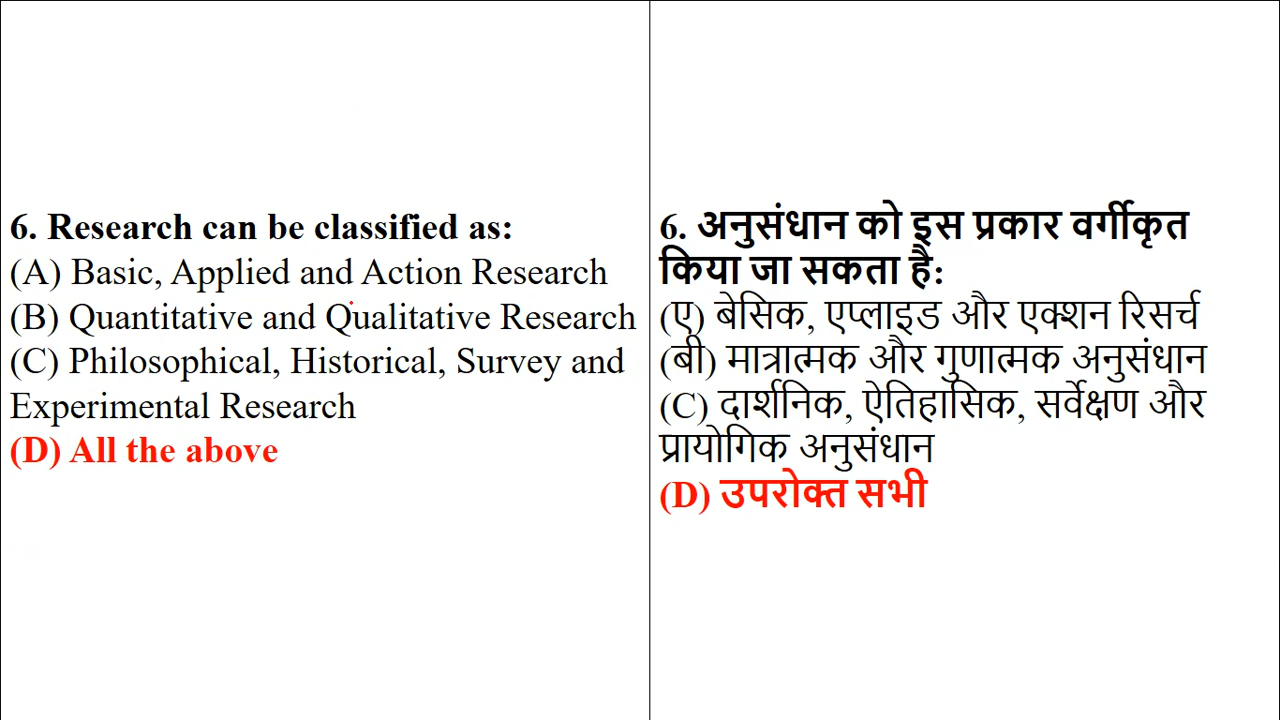 6. Research can be classified as:
(A) Basic, Applied and Action Research
(B) Quantitative and Qualitative Research
(C) Philosophical, Historical, Survey and
Experimental Research
(D) All the above
6. अनुसंधान को इस प्रकार वर्गीकृत
किया जा सकता है:
(ए) बेसिक, एप्लाइड और एक्शन रिसर्च
(बी) मात्रात्मक और गुणात्मक अनुसंधान
(C) दार्शनिक, ऐतिहासिक, सर्वेक्षण और
प्रायोगिक अनुसंधान
(D) उपरोक्त सभी